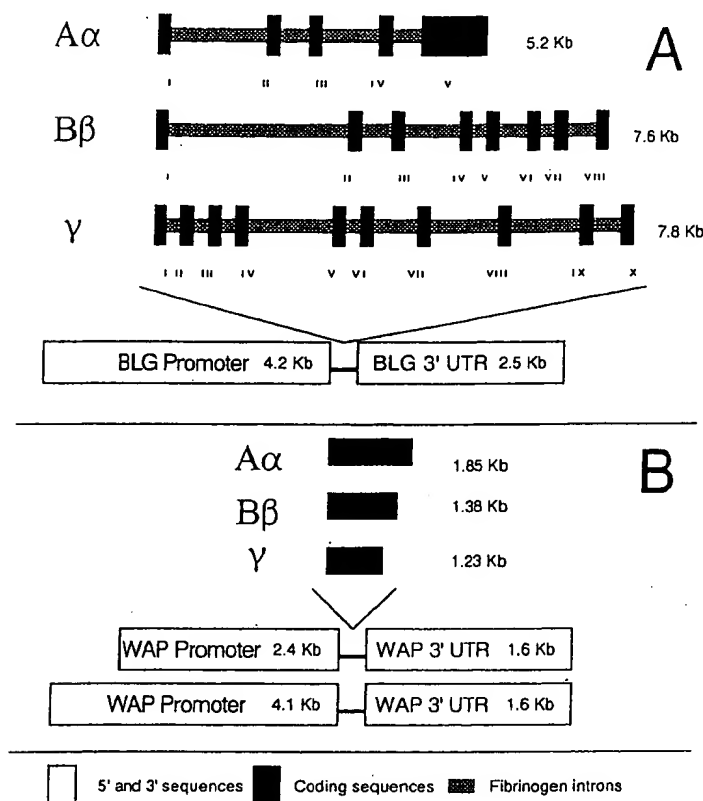 Aα 5.2 Kb A
I II III IV V
Bβ 7.6 Kb
I II III IV V VI VII VIII
γ 7.8 Kb
I II III IV V VI VII VIII IX X
BLG Promoter 4.2 Kb BLG 3' UTR 2.5 Kb
Aα 1.85 Kb B
Bβ 1.38 Kb
γ 1.23 Kb
WAP Promoter 2.4 Kb WAP 3' UTR 1.6 Kb
WAP Promoter 4.1 Kb WAP 3' UTR 1.6 Kb
5' and 3' sequences Coding sequences Fibrinogen introns